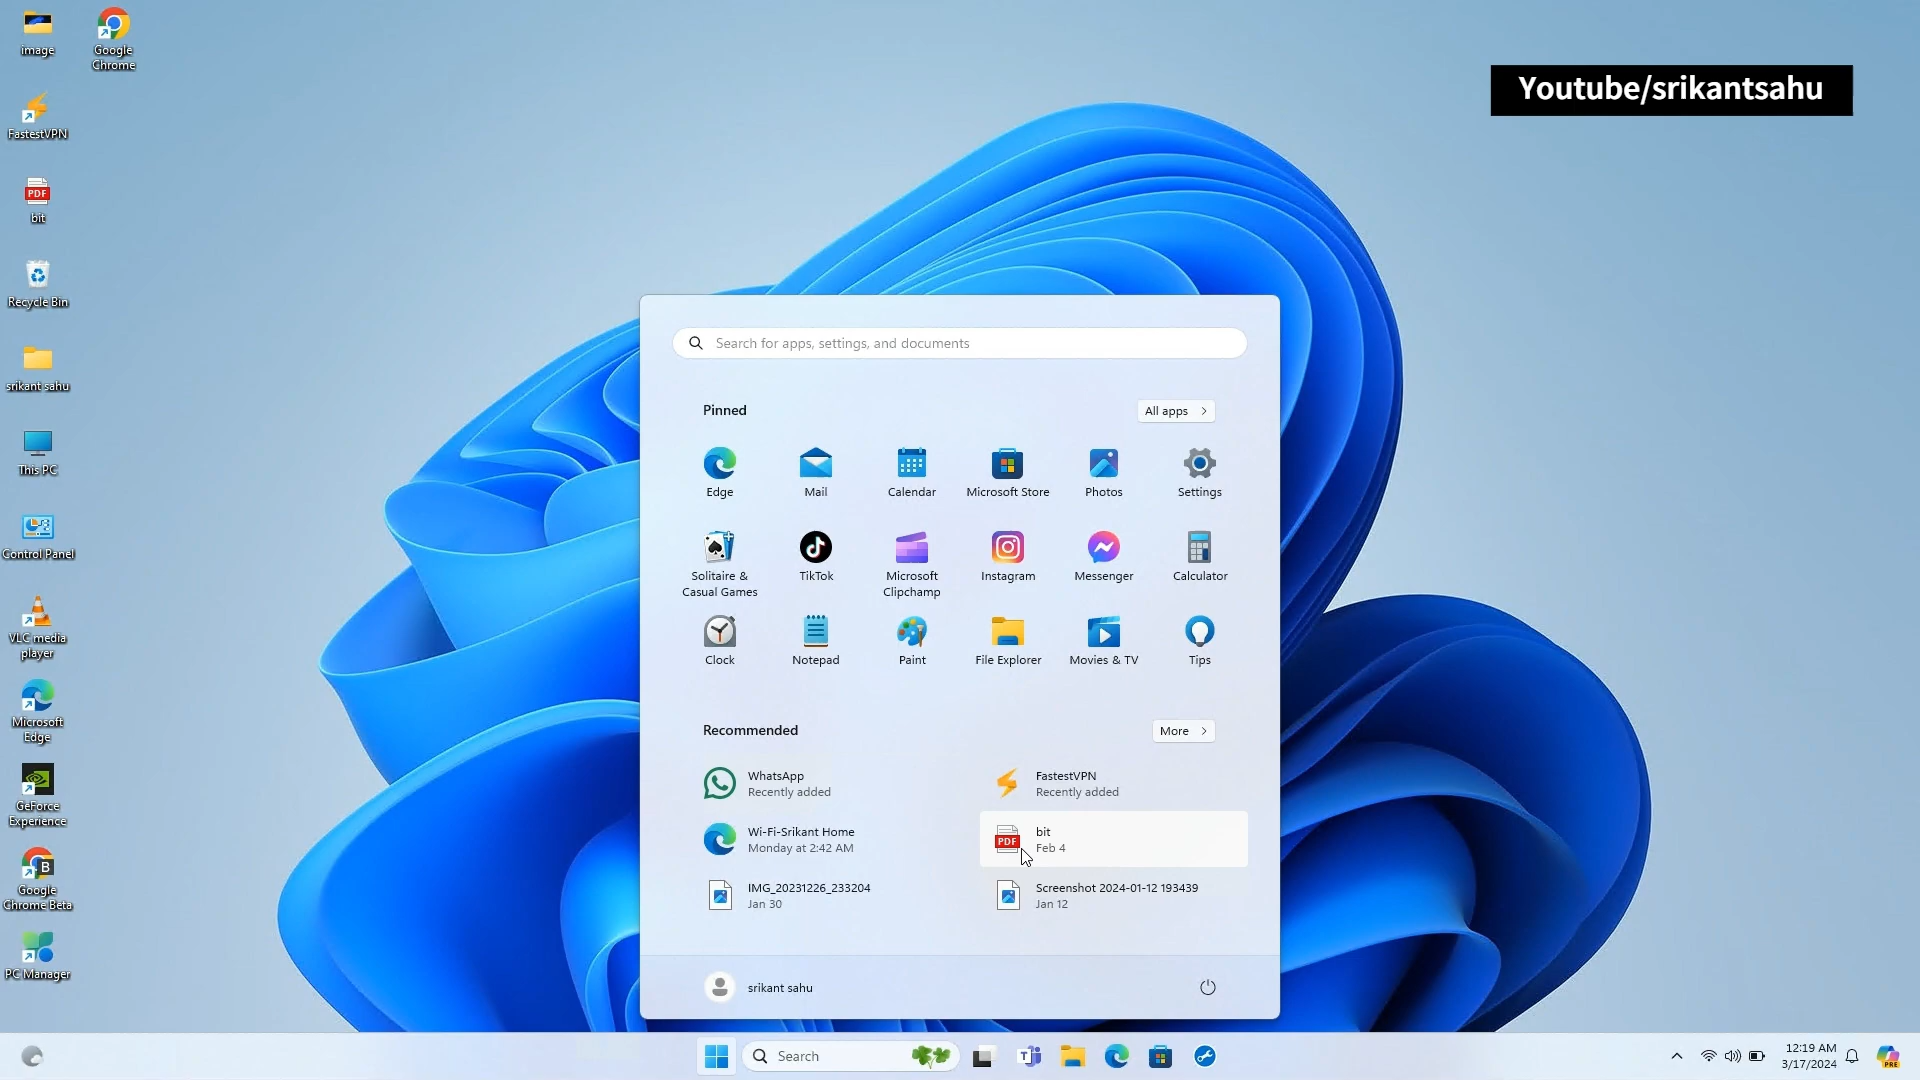 image
Google
Chrome
FastestVPN
PDF
bit
Recycle Bin
srikant sahu
This PC
Control Panel
VLC media
player
Microsoft
Edge
GeForce
Experience
B
Google
Chrome Beta
PC Manager
Youtube/srikantsahu
Search for apps, settings, and documents
Pinned
All apps
Edge
Mail
Calendar
Microsoft Store
Photos
Settings
Solitaire &
Casual Games
TikTok
Microsoft
Clipchamp
Instagram
Messenger
Calculator
Clock
Notepad
Paint
File Explorer
Movies & TV
Tips
Recommended
More
WhatsApp
Recently added
FastestVPN
Recently added
Wi-Fi-Srikant Home
Monday at 2:42 AM
PDF
bit
Feb 4
IMG_20231226_233204
Jan 30
Screenshot 2024-01-12 193439
Jan 12
srikant sahu
Search
T
12:19 AM
3/17/2024
PRE